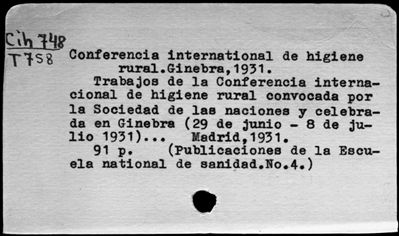 Cih 748
T758
Conferencia international de higiene
rural.Ginebra,1931.
Trabajos de la Conferencia interna-
cional de higiene rural convocada por
la Sociedad de las naciones y celebra-
da en Ginebra (29 de junio - 8 de ju-
lio 1931)... Madrid,1931.
91 p. (Publicaciones de la Escu-
ela national de sanidad.No.4.)